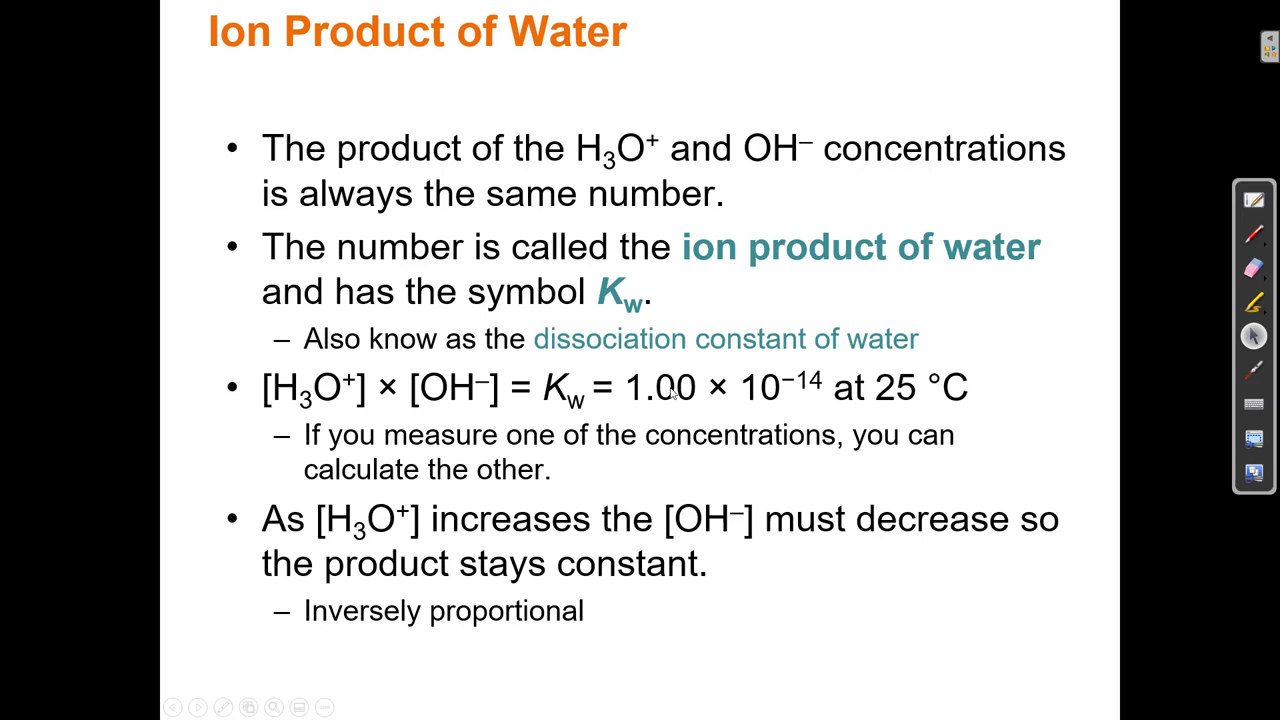 Ion Product of Water
• The product of the H₃O⁺ and OH⁻ concentrations
is always the same number.
• The number is called the ion product of water
and has the symbol K_w.
– Also know as the dissociation constant of water
• [H₃O⁺] × [OH⁻] = K_w = 1.00 × 10⁻¹⁴ at 25 °C
– If you measure one of the concentrations, you can
calculate the other.
• As [H₃O⁺] increases the [OH⁻] must decrease so
the product stays constant.
– Inversely proportional